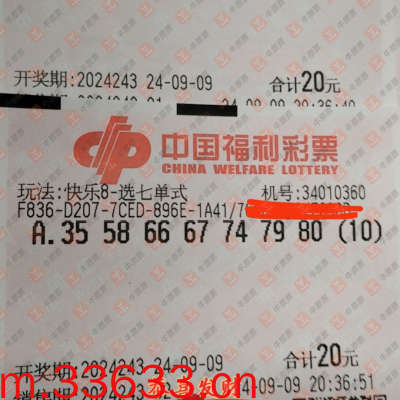 开奖期:2024243 24-09-09 合计20元
中国福利彩票
CHINA WELFARE LOTTERY
玩法:快乐8-选七单式 机号:34010360
F836-D207-7CED-896E-1A41/7
A.35 58 66 67 74 79 80 (10)
开奖期:2024243 24-09-09 合计20元
m.33633.cn
24-09-09 20:36:51